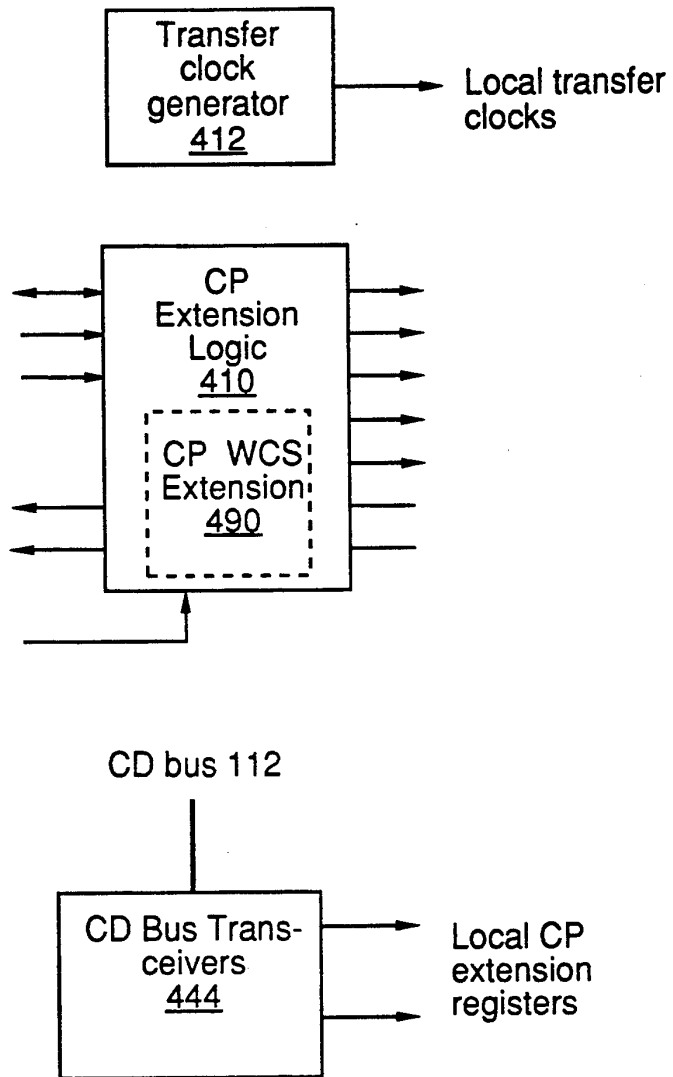 Transfer
clock
generator
412
Local transfer
clocks
CP
Extension
Logic
410
CP WCS
Extension
490
CD bus 112
CD Bus Trans-
ceivers
444
Local CP
extension
registers